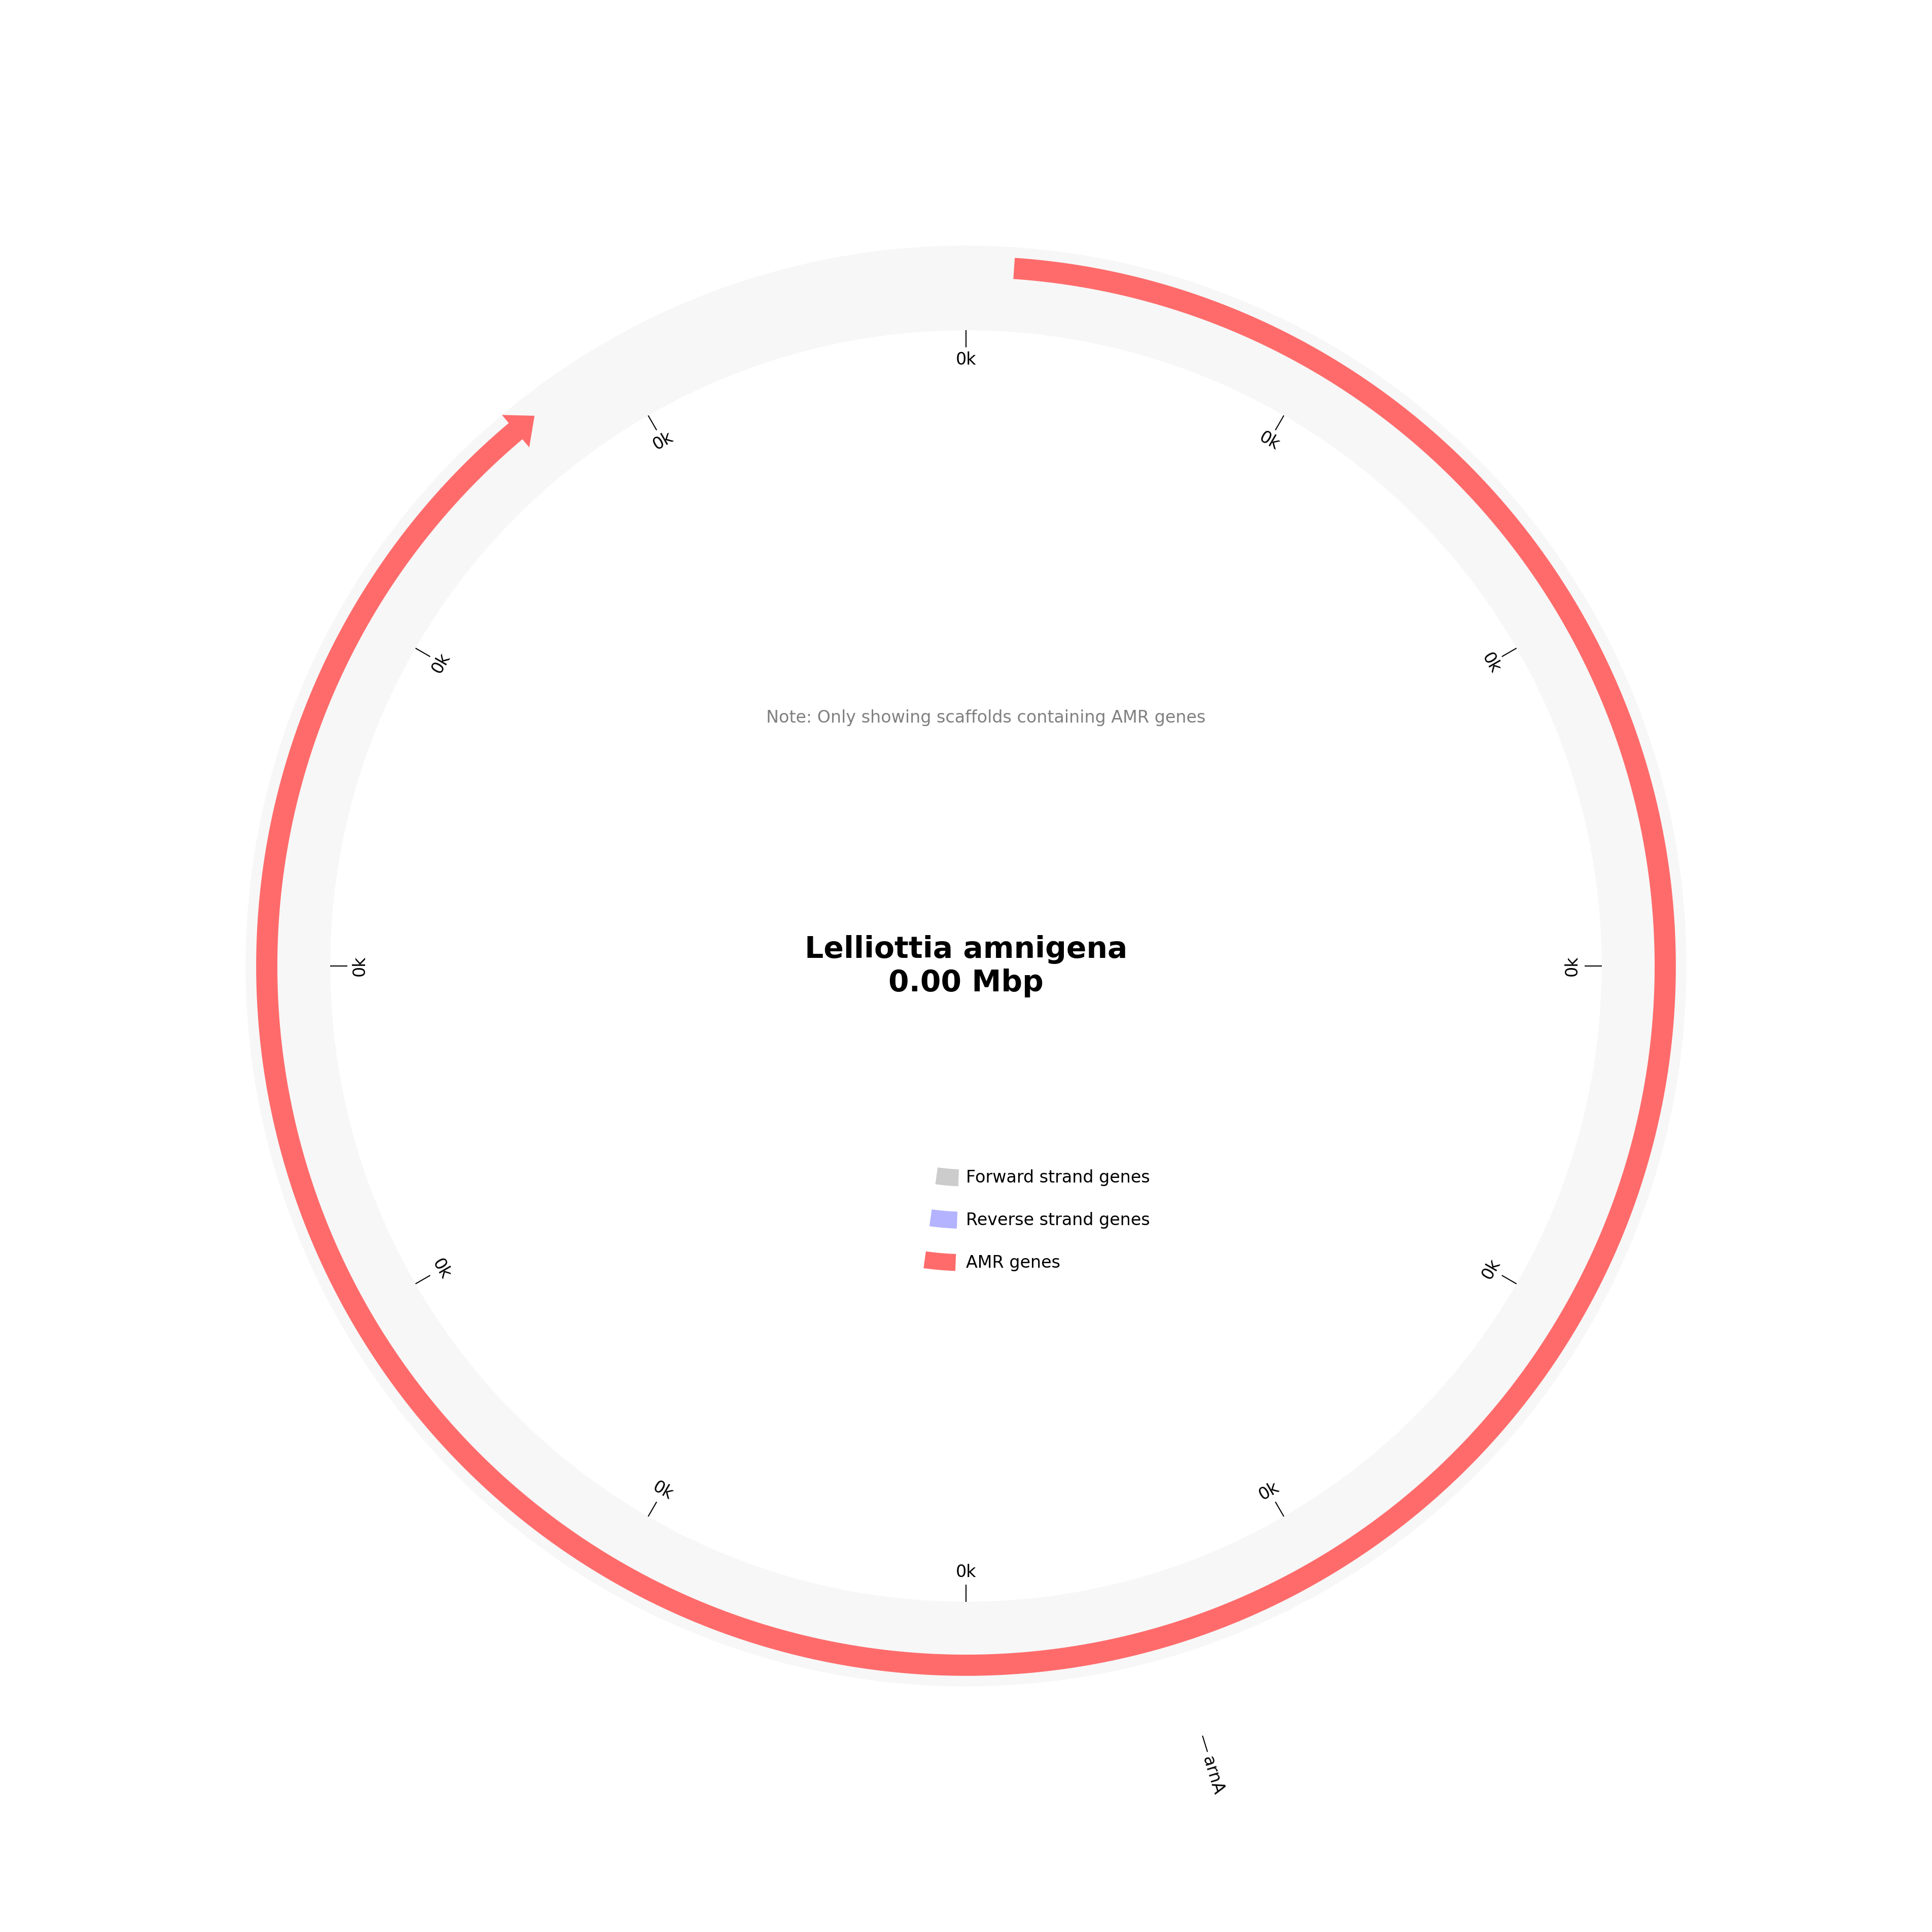 0k
0k
0k
0k
0k
Note: Only showing scaffolds containing AMR genes
Lelliottia amnigena
0.00 Mbp
0k
0k
Forward strand genes
Reverse strand genes
AMR genes
0k
0k
0k
0k
0k
arnA